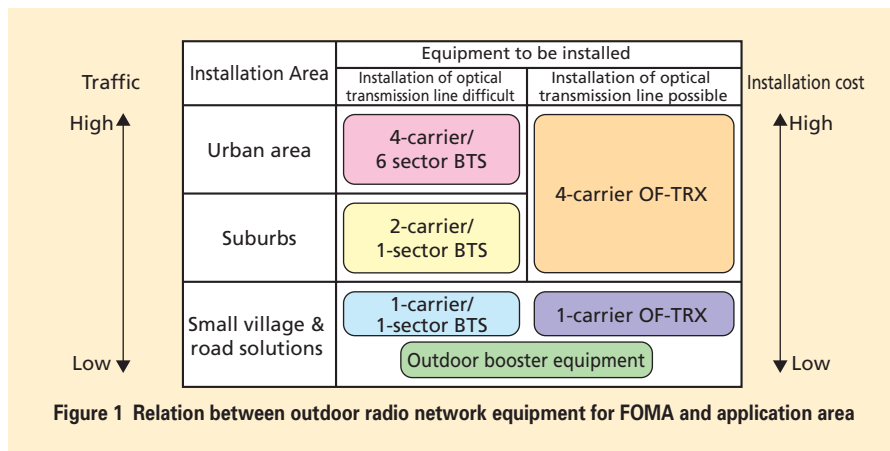 Traffic
High
Low
Installation Area
Equipment to be installed
Installation of optical
transmission line difficult
Installation of optical
transmission line possible
Urban area
4-carrier/
6 sector BTS
4-carrier OF-TRX
Suburbs
2-carrier/
1-sector BTS
Small village &
road solutions
1-carrier/
1-sector BTS
1-carrier OF-TRX
Outdoor booster equipment
Installation cost
High
Low
Figure 1 Relation between outdoor radio network equipment for FOMA and application area